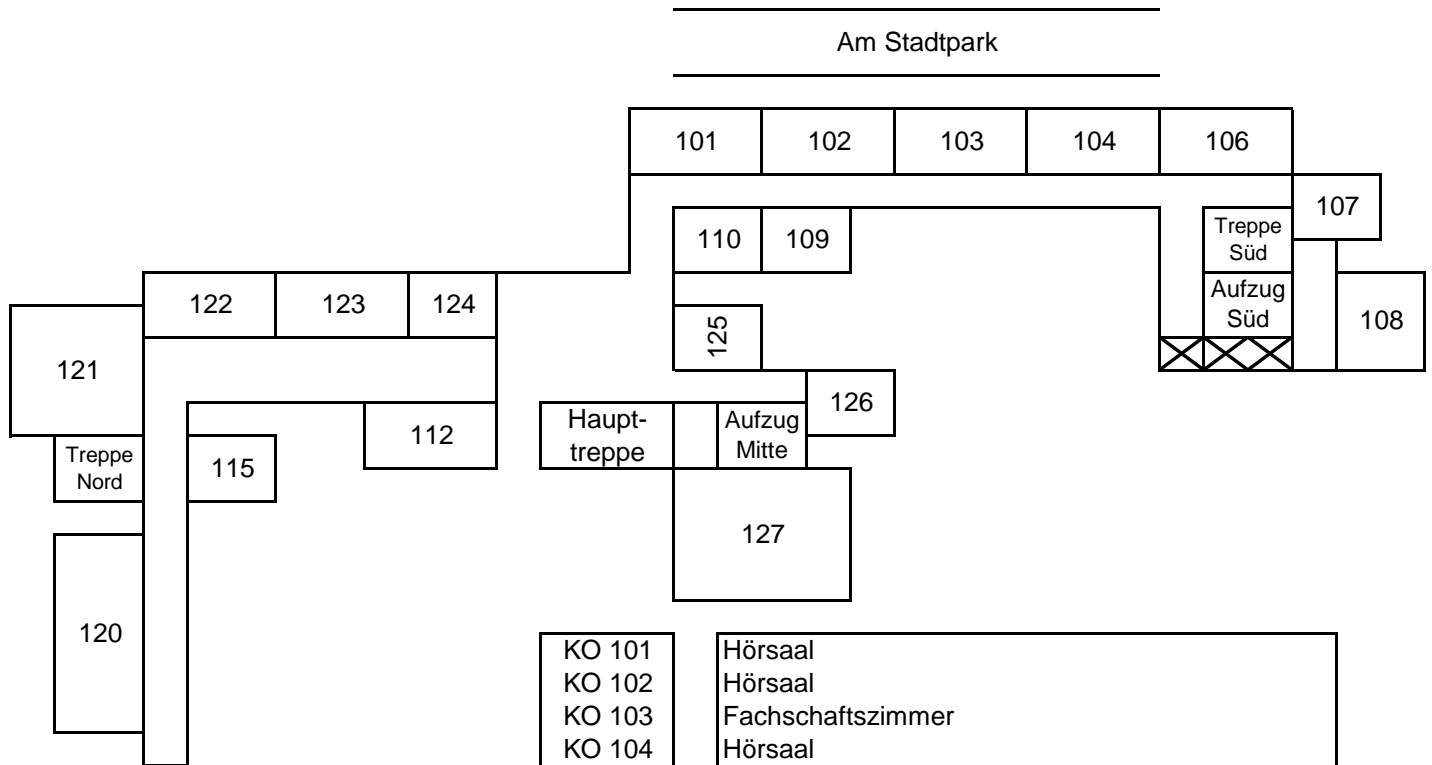 Am Stadtpark
101 102 103 104 106
107
110 109 Treppe
Süd
122 123 124 Aufzug
Süd
125 108
121
126
112 Haupt-
treppe
Aufzug
Mitte
Treppe
Nord
115
127
120
KO 101 Hörsaal
KO 102 Hörsaal
KO 103 Fachschaftszimmer
KO 104 Hörsaal